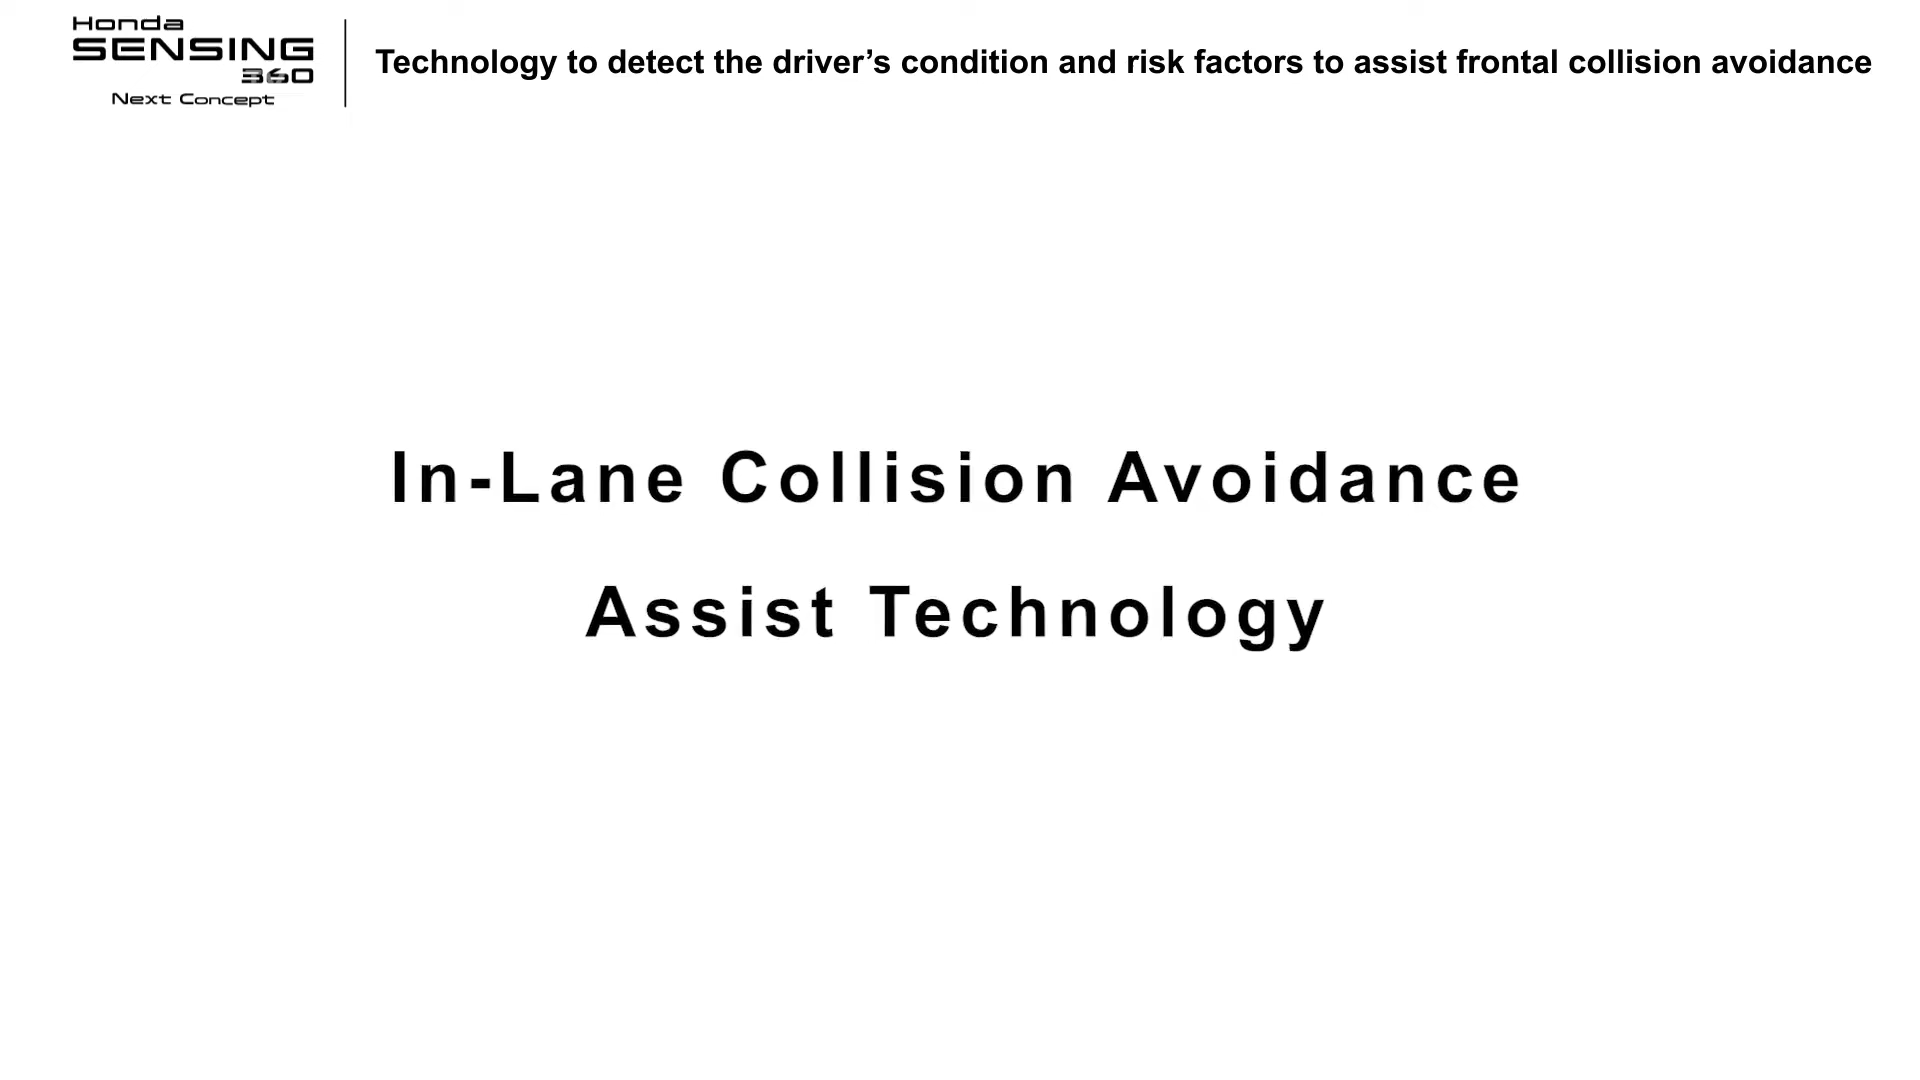 Honda
SENSING
360
Next Concept
Technology to detect the driver’s condition and risk factors to assist frontal collision avoidance
In-Lane Collision Avoidance
Assist Technology